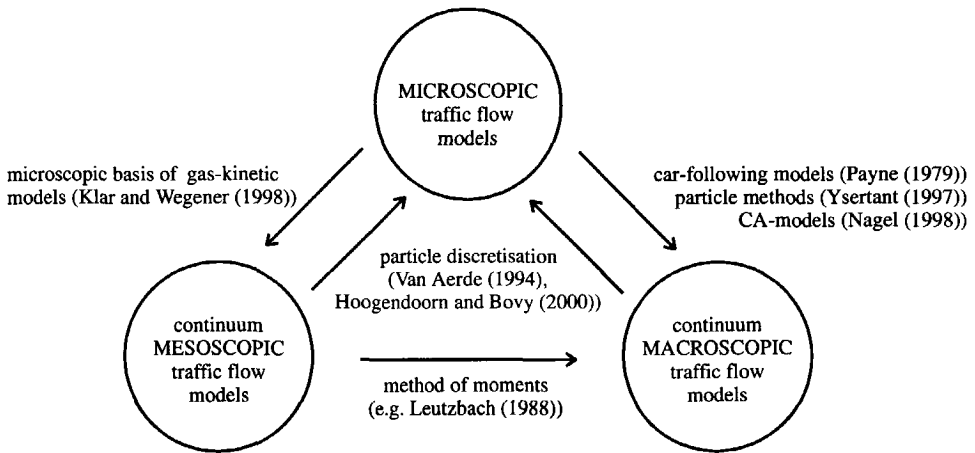 MICROSCOPIC
traffic flow
models
microscopic basis of gas-kinetic
models (Klar and Wegener (1998))
car-following models (Payne (1979))
particle methods (Ysertant (1997))
CA-models (Nagel (1998))
particle discretisation
(Van Aerde (1994),
Hoogendoorn and Bovy (2000))
continuum
MESOSCOPIC
traffic flow
models
method of moments
(e.g. Leutzbach (1988))
continuum
MACROSCOPIC
traffic flow
models